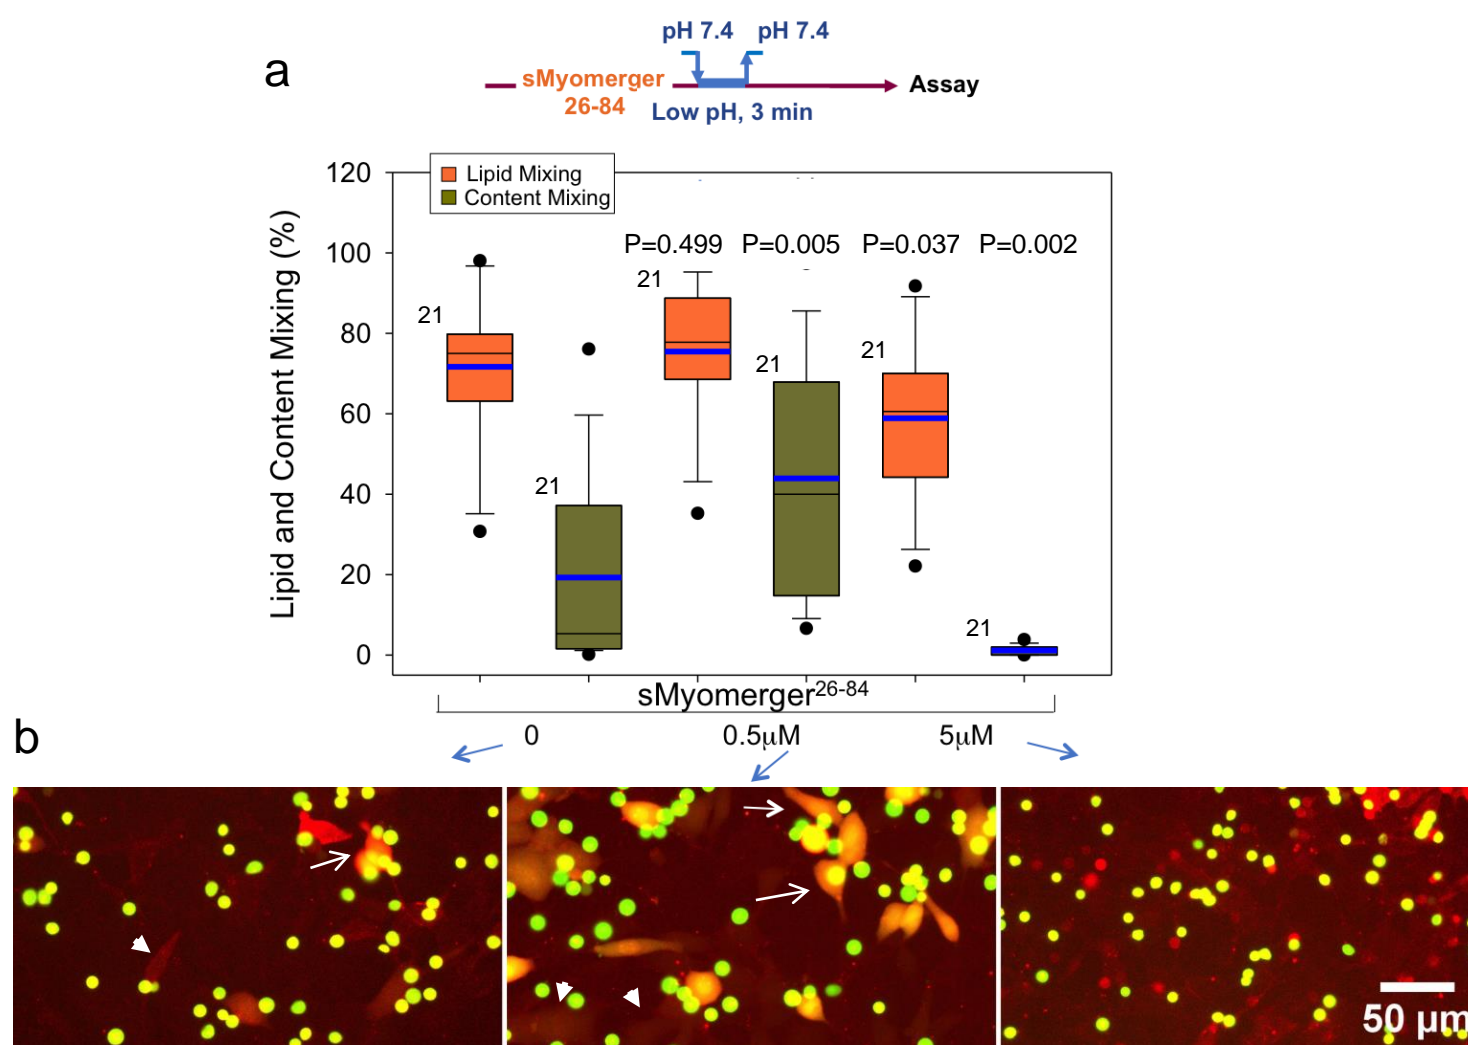 a
pH 7.4 pH 7.4
sMyomerger
26-84
Low pH, 3 min
Assay
Lipid and Content Mixing (%)
120
100
80
60
40
20
0
Lipid Mixing
Content Mixing
P=0.499 P=0.005 P=0.037 P=0.002
21
21
21
21
21
21
sMyomerger26-84
0 0.5μM 5μM
b
50 μm